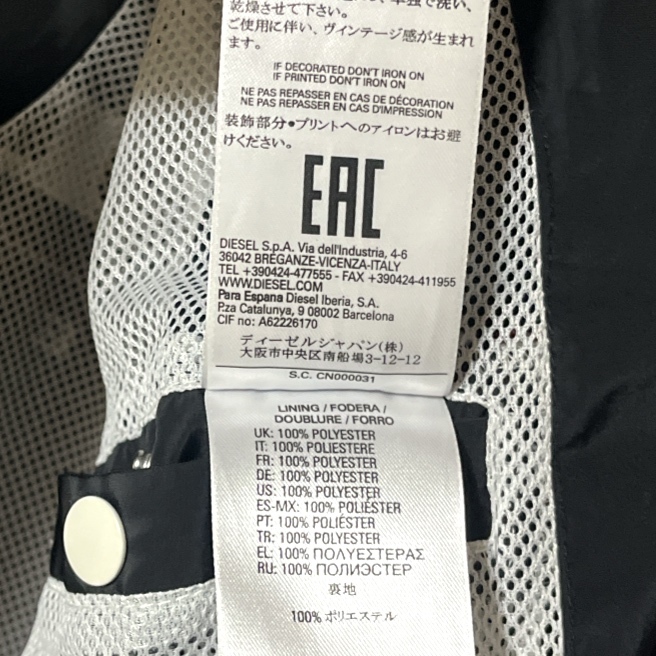 乾燥させて下さい。
ご使用に伴い、ヴィンテージ感が生まれ
ます。
IF DECORATED DON'T IRON ON
IF PRINTED DON'T IRON ON
NE PAS REPASSER EN CAS DE DÉCORATION
NE PAS REPASSER EN CAS D'IMPRESSION
装飾部分●プリントへのアイロンはお避
けください。
EAC
DIESEL S.p.A. Via dell'Industria, 4-6
36042 BREGANZE-VICENZA-ITALY
TEL +390424-477555 - FAX +390424-411955
WWW.DIESEL.COM
Para Espana Diesel Iberia, S.A.
P.za Catalunya, 9 08002 Barcelona
CIF no: A62226170
ディーゼルジャパン(株)
大阪市中央区南船場3-12-12
S.C. CN000031
LINING / FODERA /
DOUBLURE / FORRO
UK: 100% POLYESTER
IT: 100% POLIESTERE
FR: 100% POLYESTER
DE: 100% POLYESTER
US: 100% POLYESTER
ES-MX: 100% POLIÉSTER
PT: 100% POLIÉSTER
TR: 100% POLYESTER
EL: 100% ΠΟΛΥΕΣΤΕΡΑΣ
RU: 100% ПОЛИЭСТЕР
裏地
100% ポリエステル